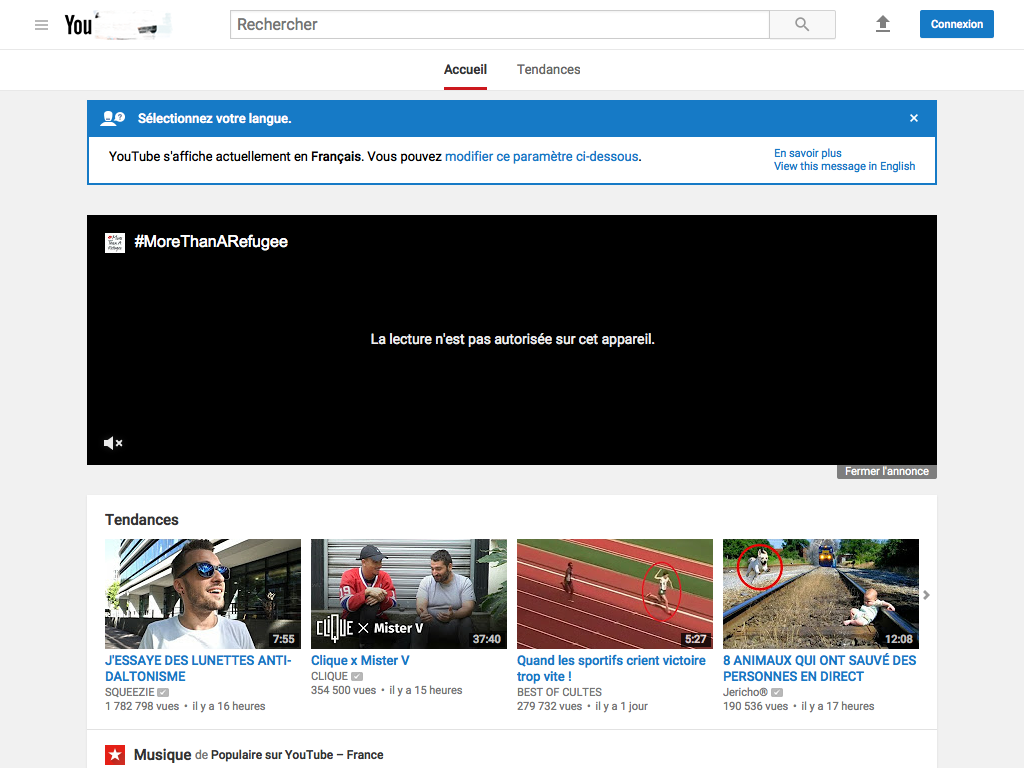 You
Rechercher
Connexion
Accueil
Tendances
Sélectionnez votre langue.
YouTube s'affiche actuellement en Français. Vous pouvez modifier ce paramètre ci-dessous.
En savoir plus
View this message in English
#MoreThanARefugee
La lecture n'est pas autorisée sur cet appareil.
Fermer l'annonce
Tendances
7:55
J'ESSAYE DES LUNETTES ANTI-
DALTONISME
SQUEEZIE
1 782 798 vues • il y a 16 heures
CLIQUE X Mister V
37:40
Clique x Mister V
CLIQUE
354 500 vues • il y a 15 heures
5:27
Quand les sportifs crient victoire
trop vite !
BEST OF CULTES
279 732 vues • il y a 1 jour
12:08
8 ANIMAUX QUI ONT SAUVÉ DES
PERSONNES EN DIRECT
Jericho®
190 536 vues • il y a 17 heures
Musique de Populaire sur YouTube – France